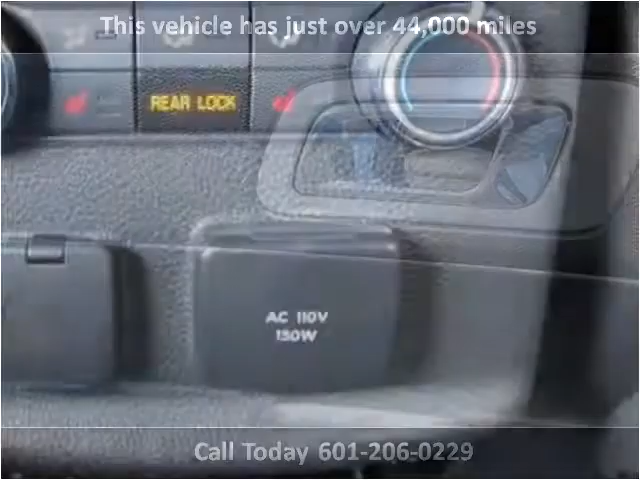 This vehicle has just over 44,000 miles
REAR LOCK
AC 110V
150W
Call Today 601-206-0229